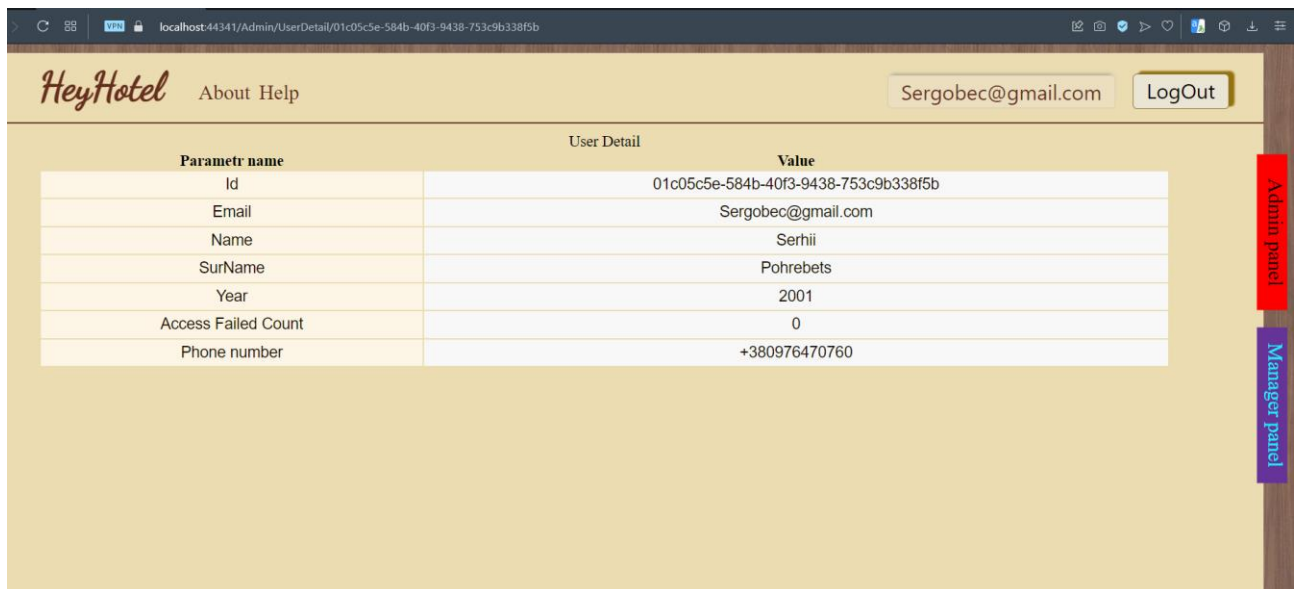 VPN localhost:44341/Admin/UserDetail/01c05c5e-584b-40f3-9438-753c9b338f5b
HeyHotel About Help Sergobec@gmail.com LogOut
User Detail
Parametr name Value
Id 01c05c5e-584b-40f3-9438-753c9b338f5b
Email Sergobec@gmail.com
Name Serhii
SurName Pohrebets
Year 2001
Access Failed Count 0
Phone number +380976470760
Admin panel
Manager panel